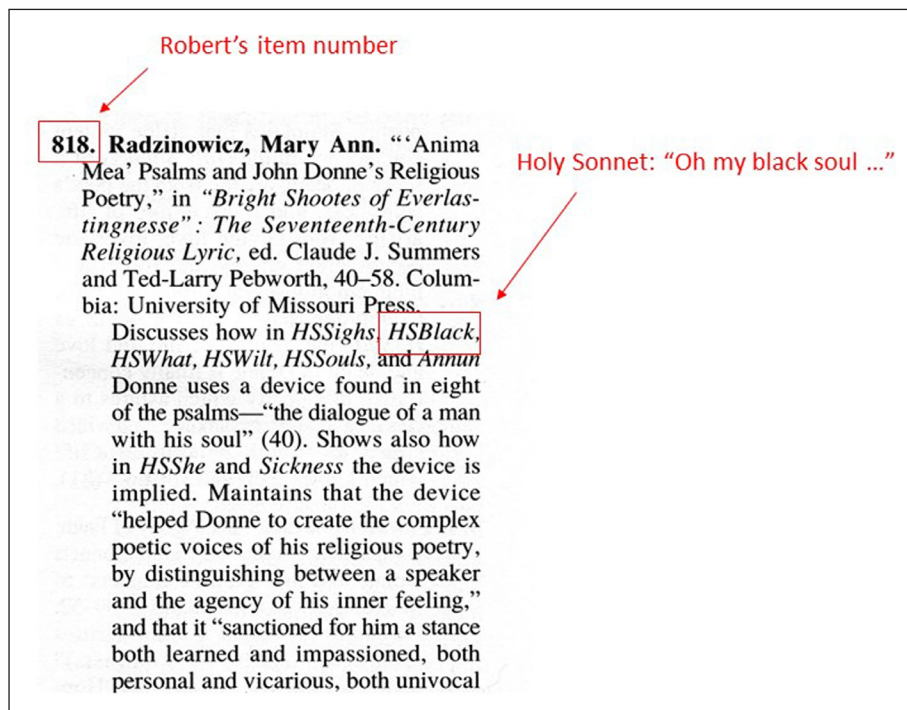 Robert’s item number
818. Radzinowicz, Mary Ann. “‘Anima
Mea’ Psalms and John Donne’s Religious
Poetry,” in “Bright Shootes of Everlas-
tingnesse”: The Seventeenth-Century
Religious Lyric, ed. Claude J. Summers
and Ted-Larry Pebworth, 40–58. Colum-
bia: University of Missouri Press.
Discusses how in HSSighs, HSBlack,
HSWhat, HSWilt, HSSouls, and Annun
Donne uses a device found in eight
of the psalms—“the dialogue of a man
with his soul” (40). Shows also how
in HSShe and Sickness the device is
implied. Maintains that the device
“helped Donne to create the complex
poetic voices of his religious poetry,
by distinguishing between a speaker
and the agency of his inner feeling,”
and that it “sanctioned for him a stance
both learned and impassioned, both
personal and vicarious, both univocal
Holy Sonnet: “Oh my black soul ...”